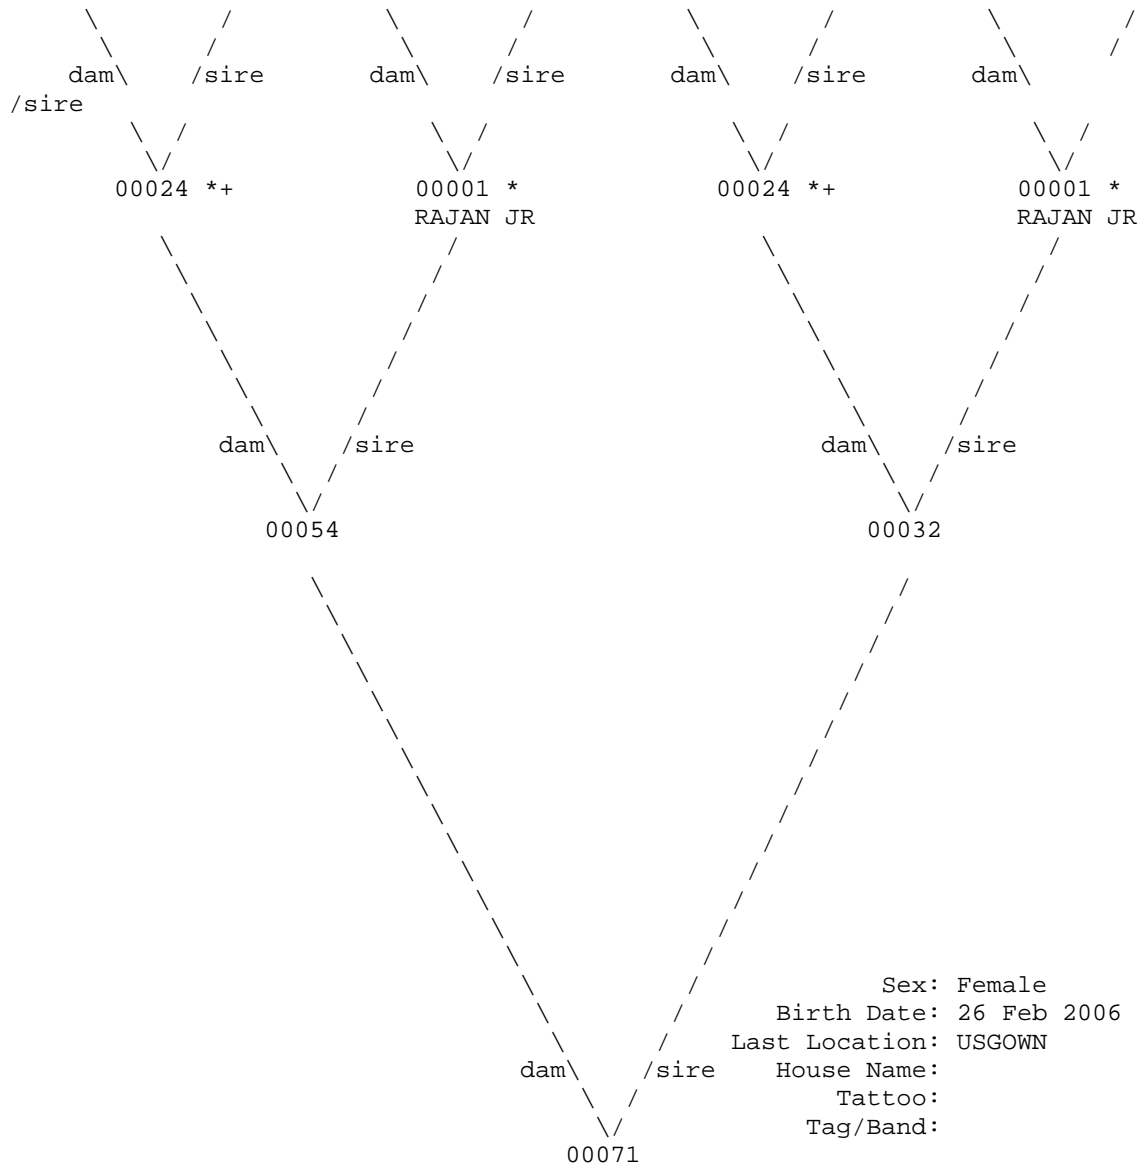 dam\ /sire dam\ /sire dam\ /sire dam\
/sire
00024 *+ 00001 * 00024 *+ 00001 *
RAJAN JR RAJAN JR
dam\ /sire dam\ /sire
00054 00032
Sex: Female
Birth Date: 26 Feb 2006
Last Location: USGOWN
dam\ /sire House Name:
Tattoo:
Tag/Band:
00071